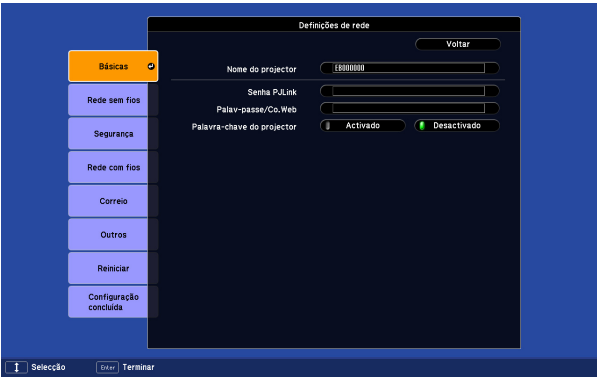 Definições de rede
Voltar
Básicas
Nome do projector EB000000
Rede sem fios
Senha PJLink
Palav-passe/Co.Web
Segurança
Palavra-chave do projector Activado Desactivado
Rede com fios
Correio
Outros
Reiniciar
Configuração
concluída
Selecção Enter Terminar